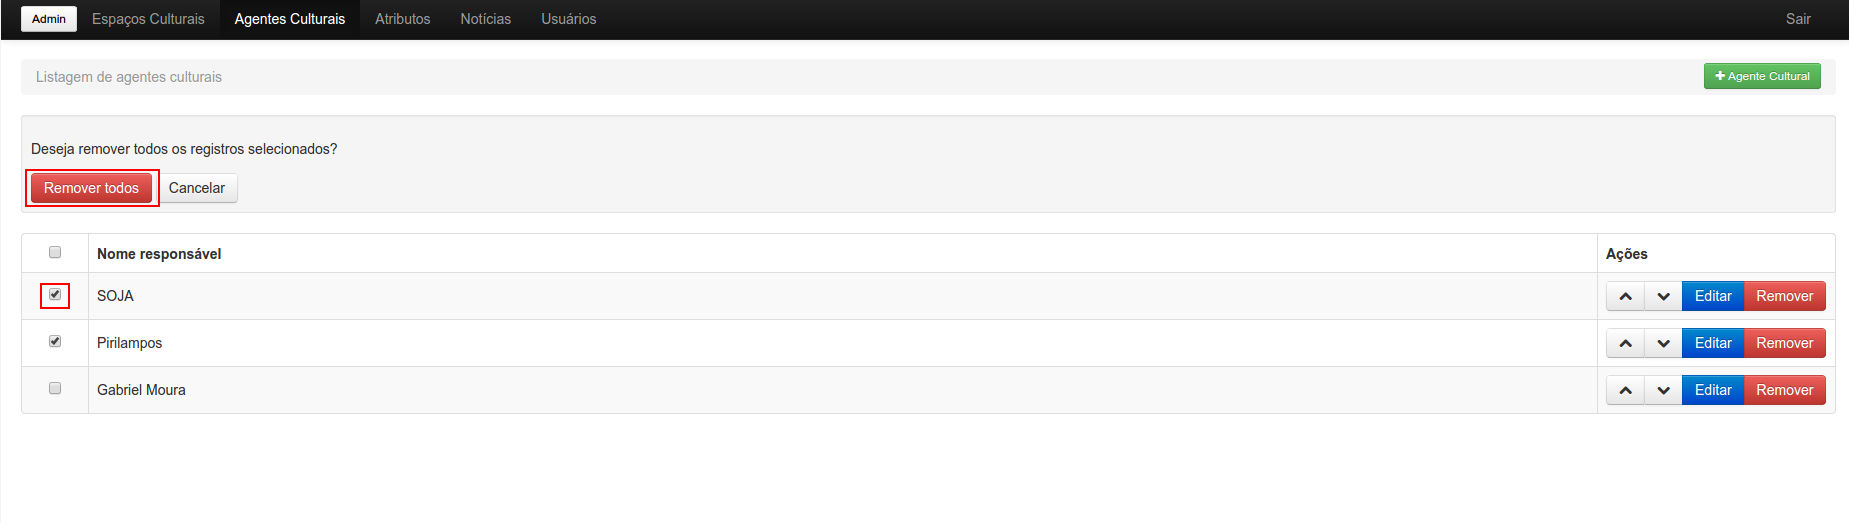 Admin Espaços Culturais Agentes Culturais Atributos Notícias Usuários Sair
Listagem de agentes culturais Agente Cultural
Deseja remover todos os registros selecionados?
Remover todos Cancelar
Nome responsável Ações
SOJA Editar Remover
Pirilampos Editar Remover
Gabriel Moura Editar Remover